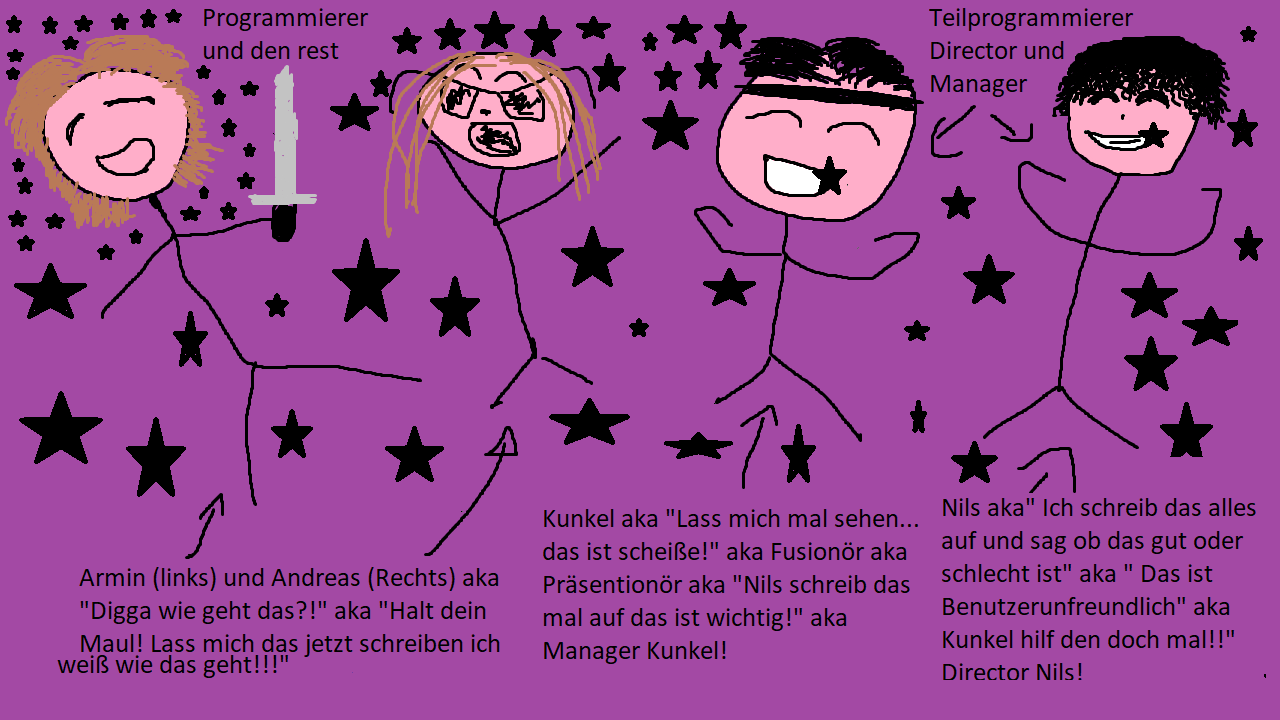 Programmierer
und den rest
Teilprogrammierer
Director und
Manager
Armin (links) und Andreas (Rechts) aka
"Digga wie geht das?!" aka "Halt dein
Maul! Lass mich das jetzt schreiben ich
weiß wie das geht!!!"
Kunkel aka "Lass mich mal sehen...
das ist scheiße!" aka Fusionör aka
Präsentionör aka "Nils schreib das
mal auf das ist wichtig!" aka
Manager Kunkel!
Nils aka" Ich schreib das alles
auf und sag ob das gut oder
schlecht ist" aka " Das ist
Benutzerunfreundlich" aka
Kunkel hilf den doch mal!!"
Director Nils!